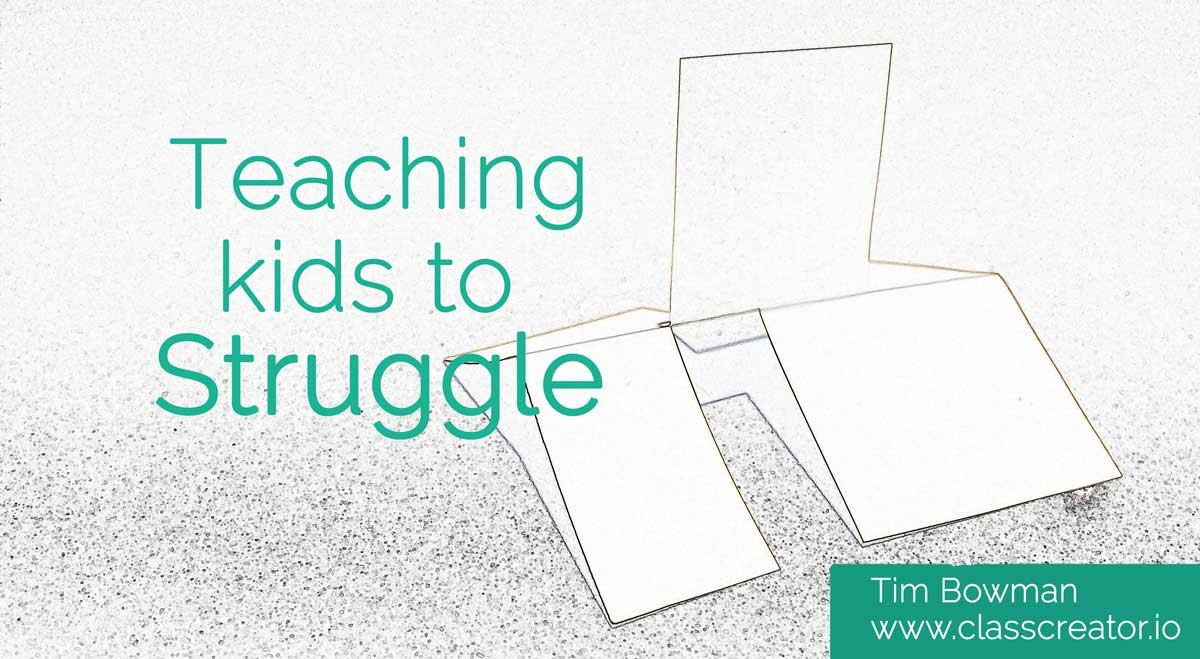 Teaching
kids to
Struggle
Tim Bowman
www.classcreator.io